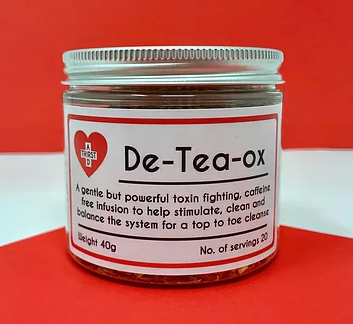 THIRST
AID
De-Tea-ox
A gentle but powerful toxin fighting, caffeine
free infusion to help stimulate, clean and
balance the system for a top to toe cleanse
Weight 40g
No. of servings 20